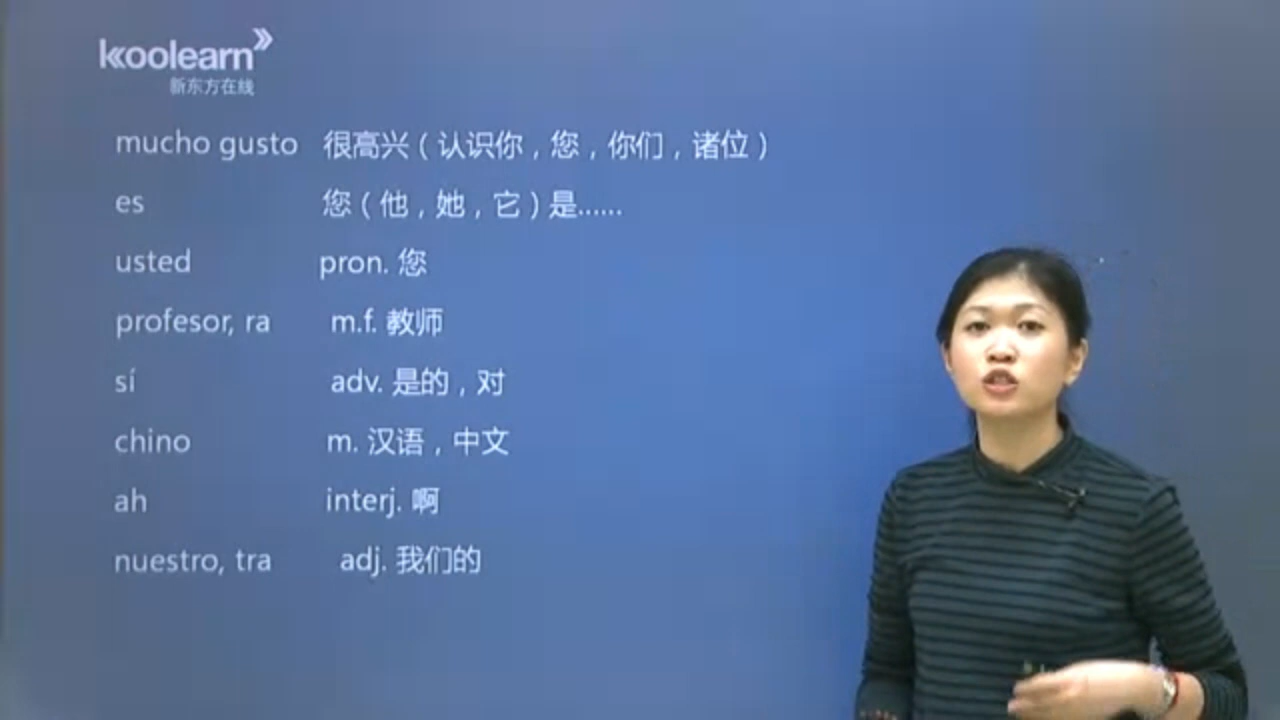 koolearn
新东方在线
mucho gusto 很高兴（认识你，您，你们，诸位）
es 您（他，她，它）是......
usted pron. 您
profesor, ra m.f. 教师
sí adv. 是的，对
chino m. 汉语，中文
ah interj. 啊
nuestro, tra adj. 我们的